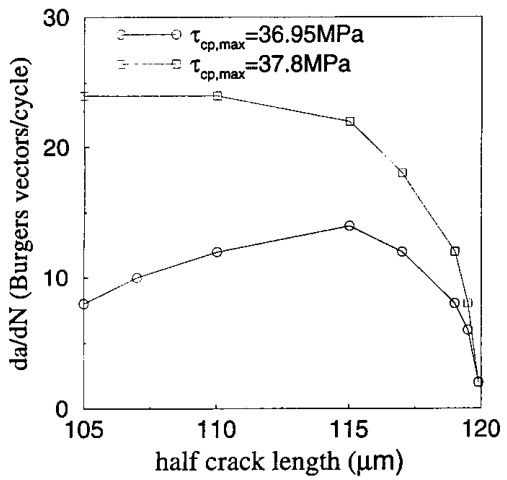 30
20
10
0
da/dN (Burgers vectors/cycle)
τcp,max=36.95MPa
τcp,max=37.8MPa
105 110 115 120
half crack length (μm)